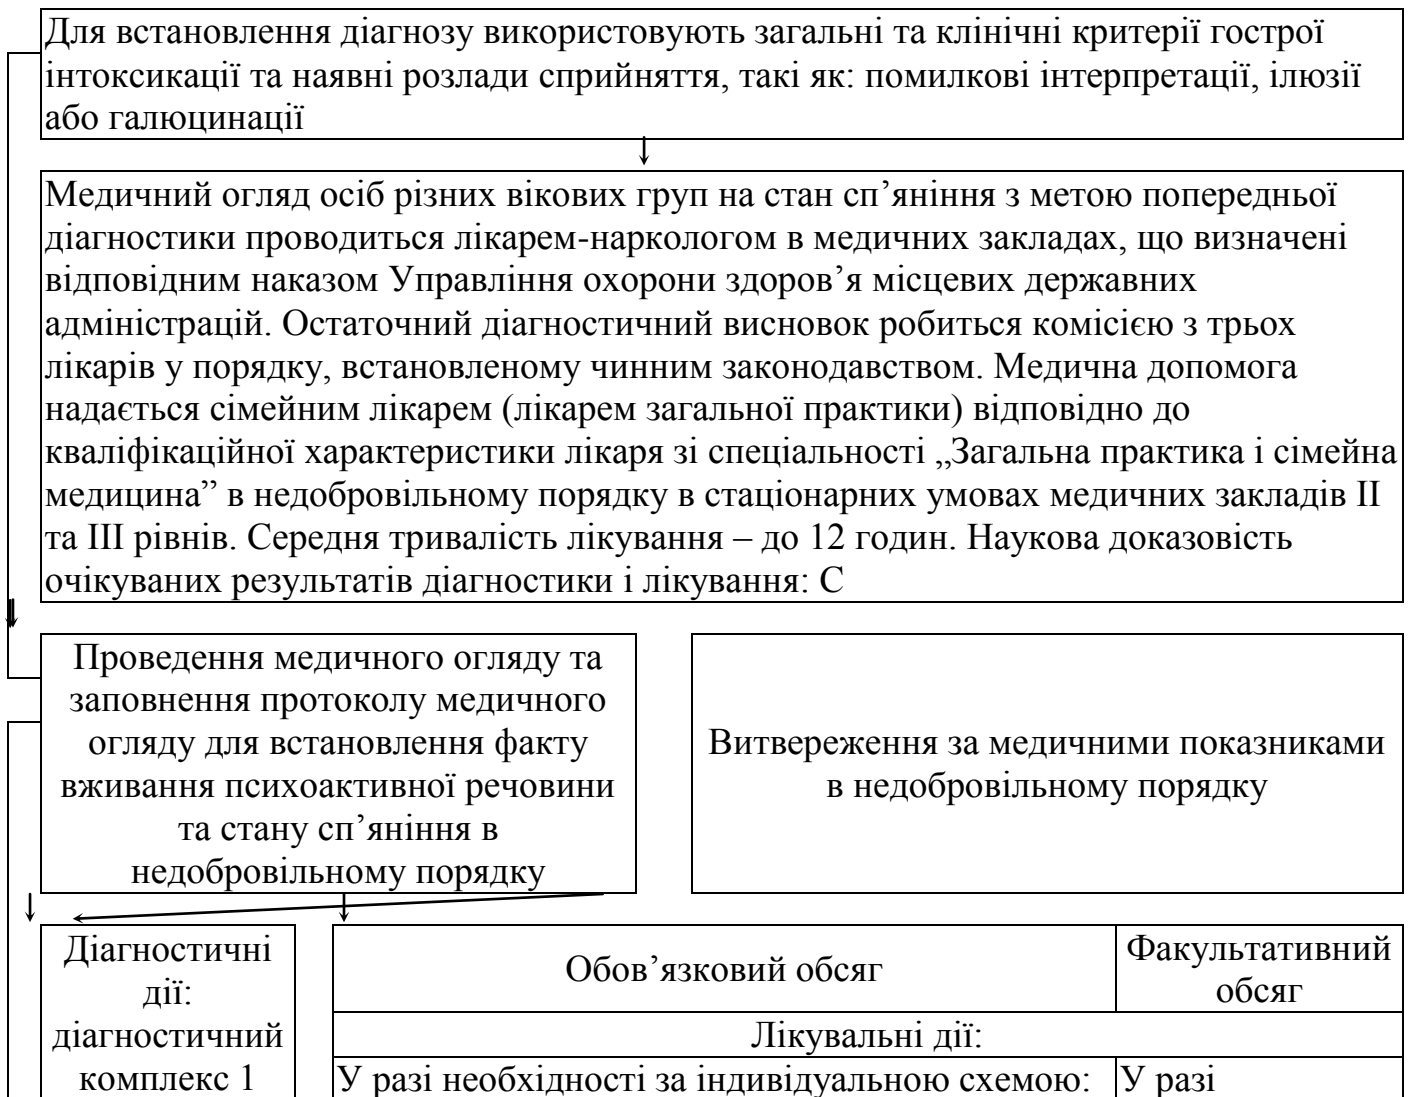 Для встановлення діагнозу використовують загальні та клінічні критерії гострої
інтоксикації та наявні розлади сприйняття, такі як: помилкові інтерпретації, ілюзії
або галюцинації
Медичний огляд осіб різних вікових груп на стан сп’яніння з метою попередньої
діагностики проводиться лікарем-наркологом в медичних закладах, що визначені
відповідним наказом Управління охорони здоров’я місцевих державних
адміністрацій. Остаточний діагностичний висновок робиться комісією з трьох
лікарів у порядку, встановленому чинним законодавством. Медична допомога
надається сімейним лікарем (лікарем загальної практики) відповідно до
кваліфікаційної характеристики лікаря зі спеціальності „Загальна практика і сімейна
медицина” в недобровільному порядку в стаціонарних умовах медичних закладів ІІ
та ІІІ рівнів. Середня тривалість лікування – до 12 годин. Наукова доказовість
очікуваних результатів діагностики і лікування: С
Проведення медичного огляду та
заповнення протоколу медичного
огляду для встановлення факту
вживання психоактивної речовини
та стану сп’яніння в
недобровільному порядку
Витвереження за медичними показниками
в недобровільному порядку
Діагностичні
дії:
діагностичний
комплекс 1
Обов’язковий обсяг
Факультативний
обсяг
Лікувальні дії:
У разі необхідності за індивідуальною схемою:
У разі